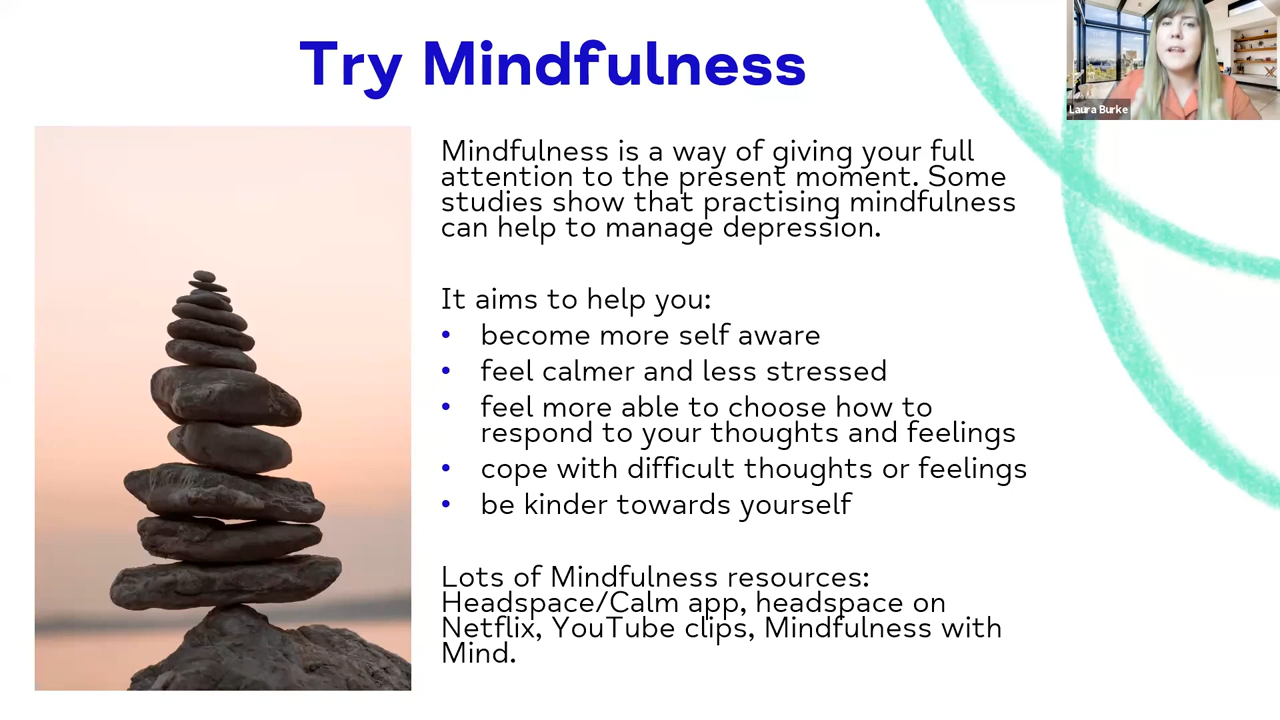 Try Mindfulness
Laura Burke
Mindfulness is a way of giving your full
attention to the present moment. Some
studies show that practising mindfulness
can help to manage depression.
It aims to help you:
• become more self aware
• feel calmer and less stressed
• feel more able to choose how to
respond to your thoughts and feelings
• cope with difficult thoughts or feelings
• be kinder towards yourself
Lots of Mindfulness resources:
Headspace/Calm app, headspace on
Netflix, YouTube clips, Mindfulness with
Mind.